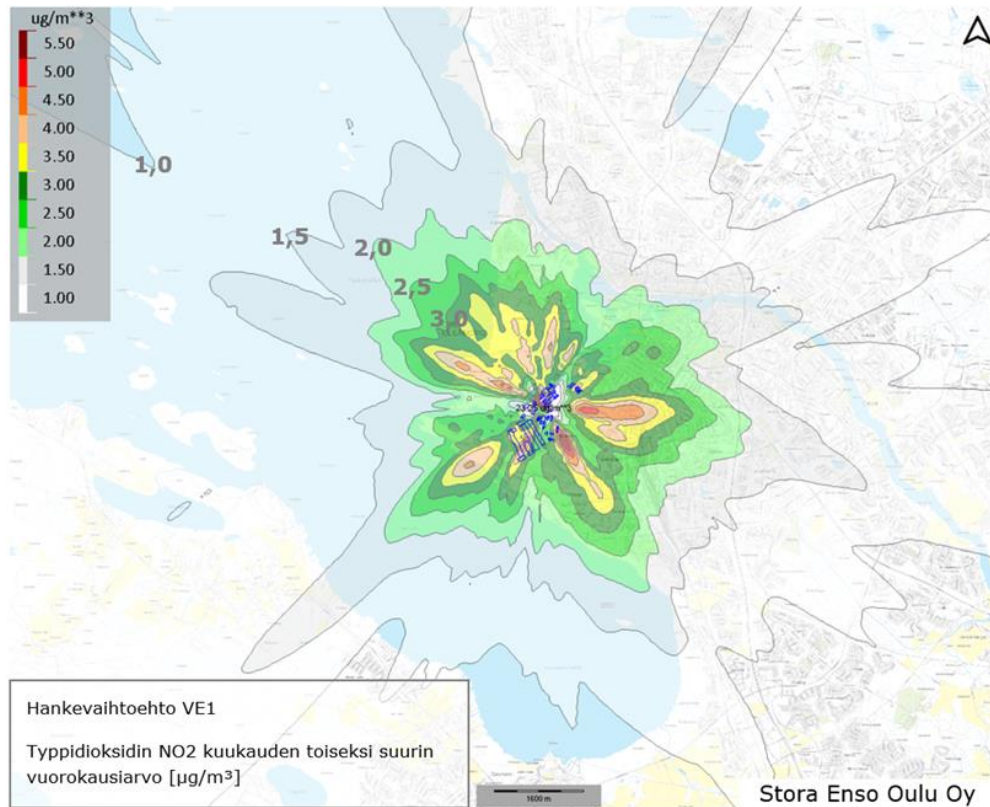 ug/m**3
5.50
5.00
4.50
4.00
3.50
3.00
2.50
2.00
1.50
1.00
1,0
1,5
2,0
2,5
3,0
Hankevaihtoehto VE1
Typpidioksidin NO2 kuukauden toiseksi suurin
vuorokausiarvo [µg/m³]
1600 m
Stora Enso Oulu Oy